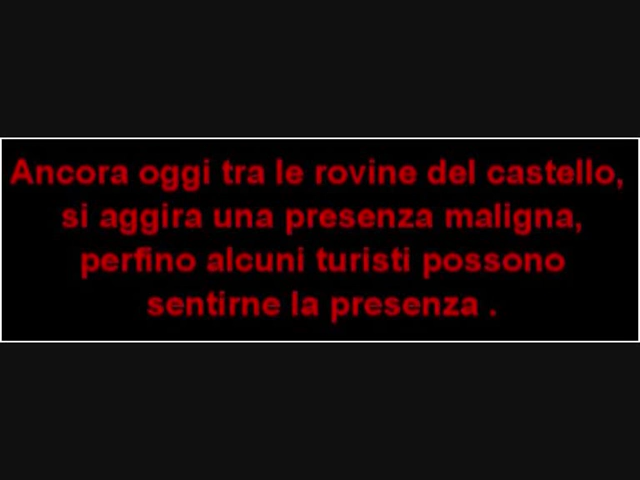 Ancora oggi tra le rovine del castello,
si aggira una presenza maligna,
perfino alcuni turisti possono
sentirne la presenza .